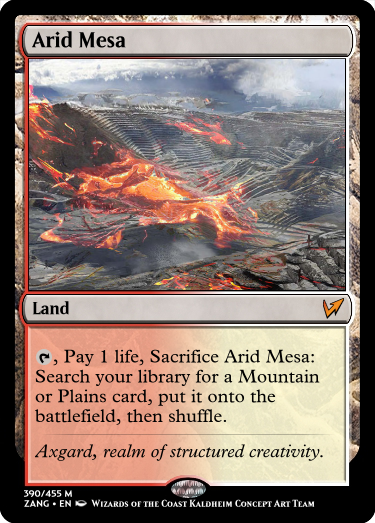 Arid Mesa
Land
, Pay 1 life, Sacrifice Arid Mesa:
Search your library for a Mountain
or Plains card, put it onto the
battlefield, then shuffle.
Axgard, realm of structured creativity.
390/455 M
ZANG • EN Wizards of the Coast Kaldheim Concept Art Team